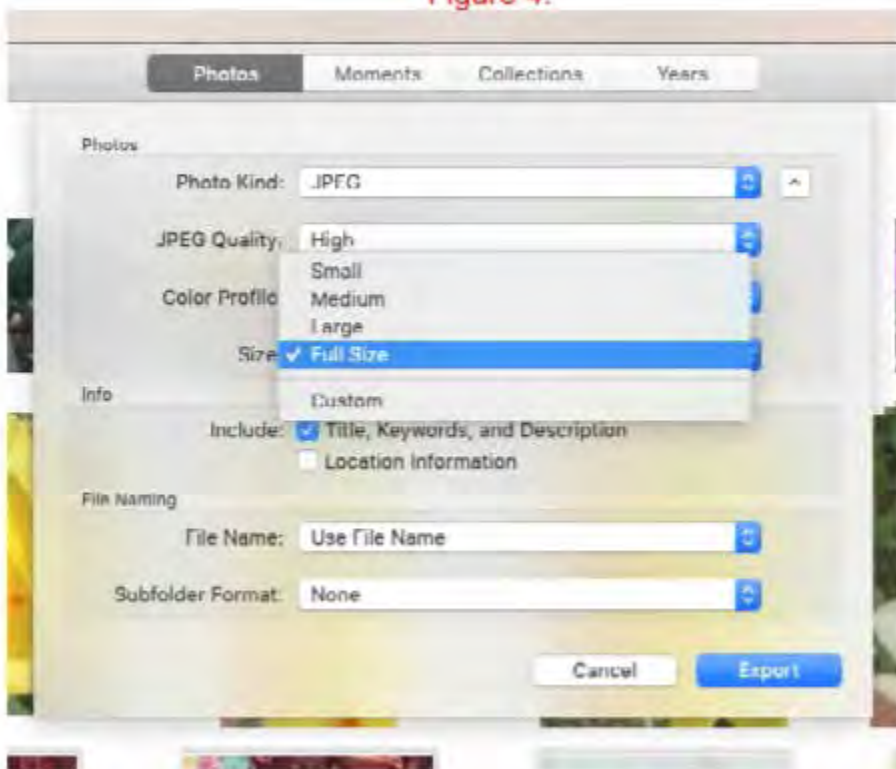 Figure 4.
Photos Moments Collections Years
Photos
Photo Kind: JPEG
JPEG Quality: High
Small
Color Profile Medium
Large
Size ✓ Full Size
Info
Custom
Include: Title, Keywords, and Description
Location Information
File Naming
File Name: Use File Name
Subfolder Format: None
Cancel Export